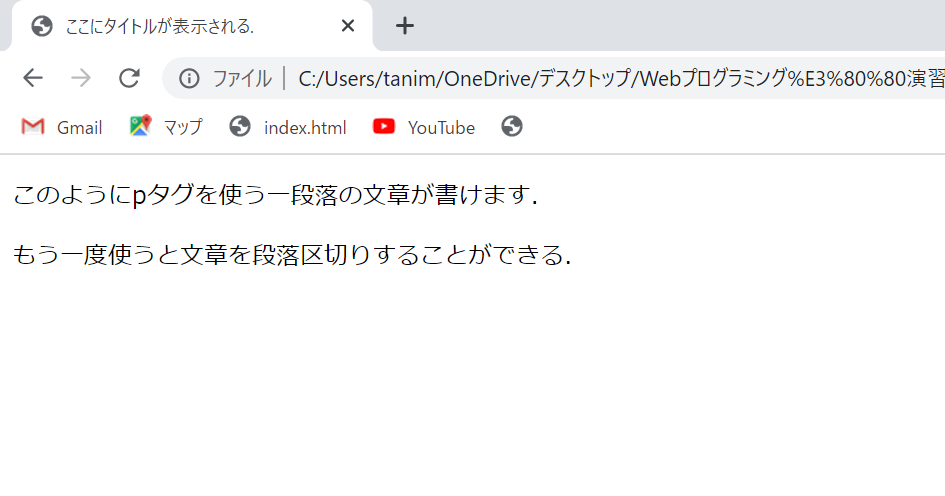 ここにタイトルが表示される.
ファイル C:/Users/tanim/OneDrive/デスクトップ/Webプログラミング%E3%80%80演習
Gmail マップ index.html YouTube
このようにpタグを使う一段落の文章が書けます.
もう一度使うと文章を段落区切りすることができる.